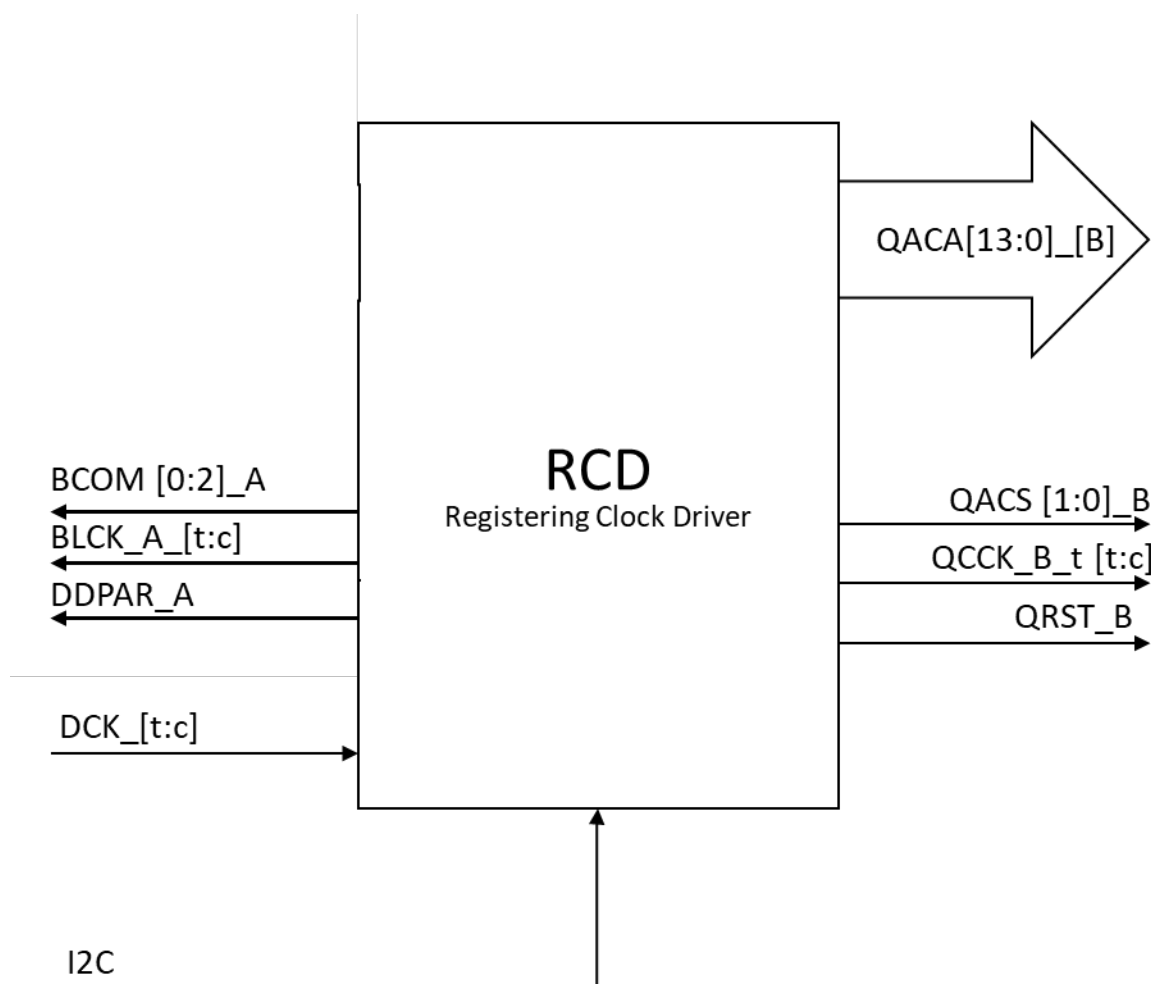 QACA[13:0]_[B]
RCD
Registering Clock Driver
BCOM [0:2]_A
BLCK_A_[t:c]
DDPAR_A
DCK_[t:c]
QACS [1:0]_B
QCCK_B_t [t:c]
QRST_B
I2C